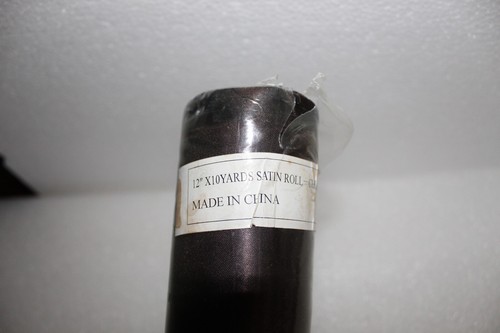 12" X10YARDS SATIN ROLL-
MADE IN CHINA